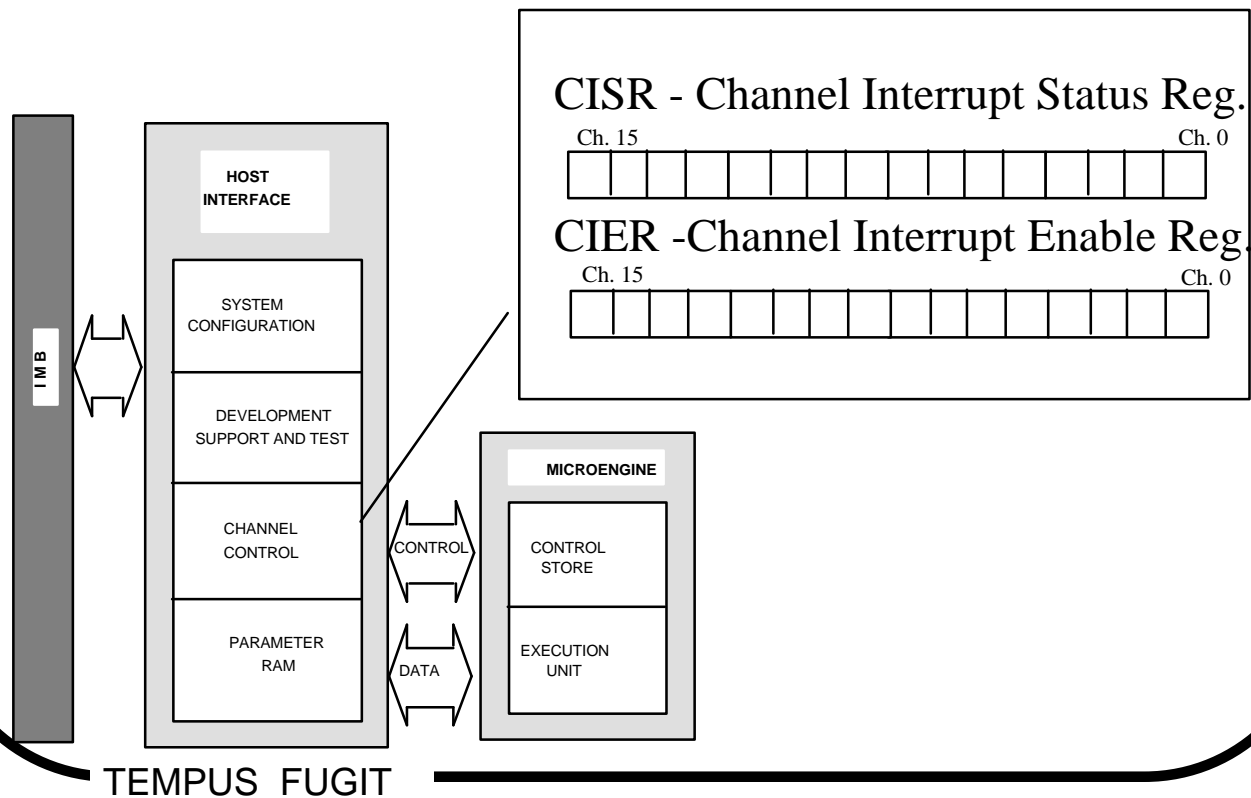 CISR - Channel Interrupt Status Reg.
Ch. 15
Ch. 0
CIER -Channel Interrupt Enable Reg.
Ch. 15
Ch. 0
IMB
HOST
INTERFACE
SYSTEM
CONFIGURATION
DEVELOPMENT
SUPPORT AND TEST
CHANNEL
CONTROL
PARAMETER
RAM
CONTROL
DATA
MICROENGINE
CONTROL
STORE
EXECUTION
UNIT
TEMPUS FUGIT